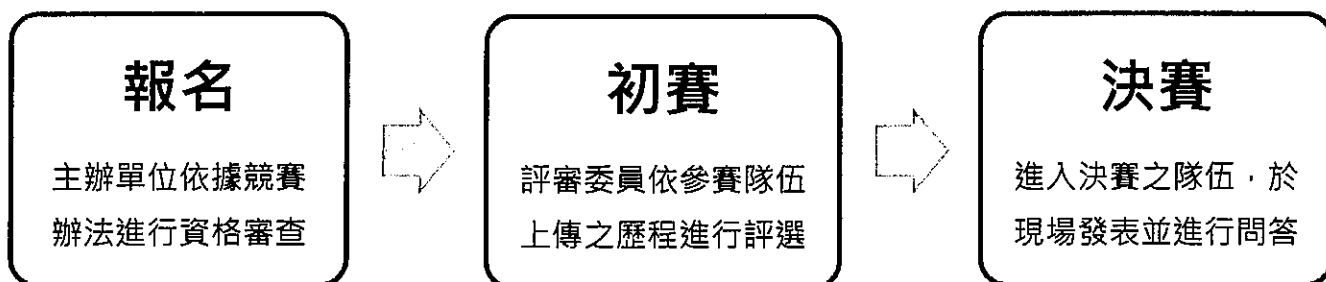 報名
主辦單位依據競賽
辦法進行資格審查
初賽
評審委員依參賽隊伍
上傳之歷程進行評選
決賽
進入決賽之隊伍，於
現場發表並進行問答